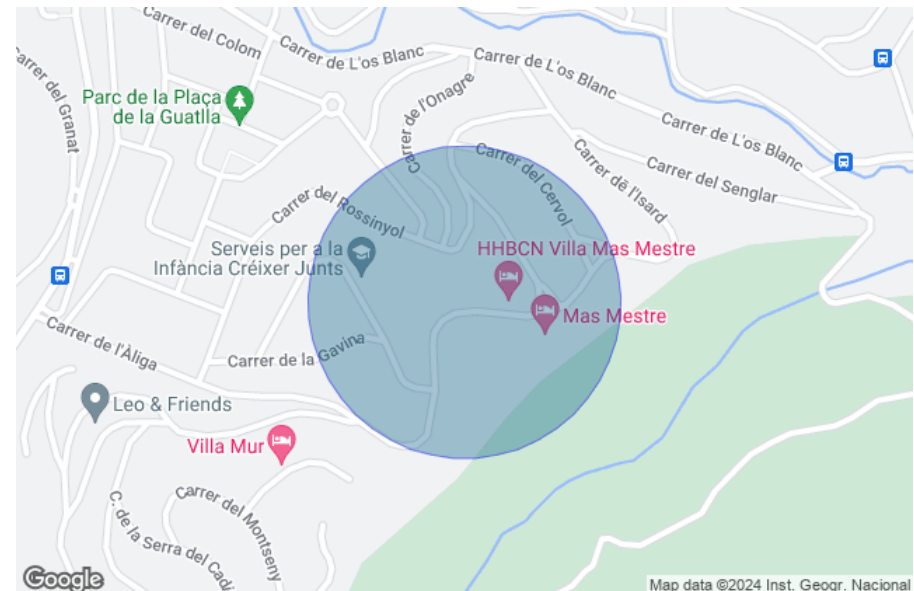 Carrer del Colom
Carrer de L'os Blanc
Carrer de L'os Blanc
Carrer de L'os Blanc
Carrer del Granat
Parc de la Plaça
de la Guatlla
Carrer de l'Onagre
Carrer del Cervol
Carrer de l'Isard
Carrer del Senglar
Carrer del Rossinyol
Serveis per a la
Infància Créixer Junts
HHBCN Villa Mas Mestre
Mas Mestre
Carrer de l'Àliga
Carrer de la Gavina
Leo & Friends
Villa Mur
Carrer del Montseny
C. de la Serra del Cadí
Google
Map data ©2024 Inst. Geogr. Nacional